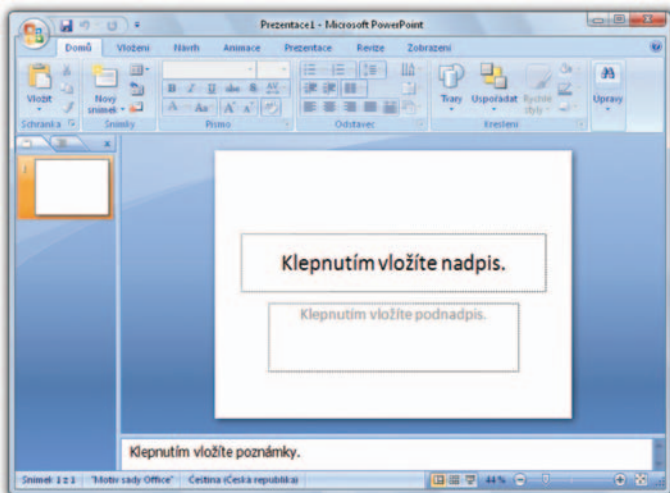 Prezentace1 - Microsoft PowerPoint
Domů Vložení Návrh Animace Prezentace Revize Zobrazení
Vložit
Nový snímek
Tvary Uspořádat Rychlé styly
Úpravy
Schránka Snímky Písmo Odstavec Kreslení
1
Klepnutím vložíte nadpis.
Klepnutím vložíte podnadpis.
Klepnutím vložíte poznámky.
Snímek 1 z 1 "Motiv sady Office" Čeština (Česká republika) 44 %